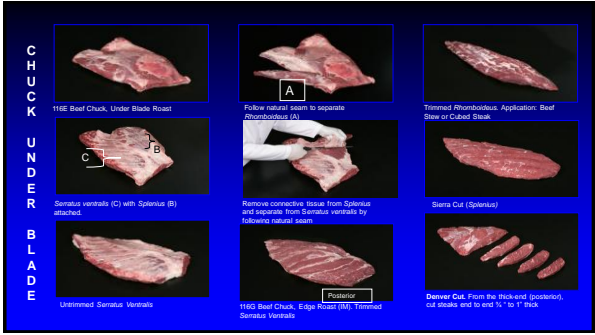 CHUCK UNDER BLADE
116E Beef Chuck, Under Blade Roast
A
Follow natural seam to separate
Rhomboideus (A)
Trimmed Rhomboideus. Application: Beef
Stew or Cubed Steak
C
B
Serratus ventralis (C) with Splenius (B)
attached.
Remove connective tissue from Splenius
and separate from Serratus ventralis by
following natural seam
Sierra Cut (Splenius)
Untrimmed Serratus Ventralis
Posterior
116G Beef Chuck, Edge Roast (IM). Trimmed
Serratus Ventralis
Denver Cut. From the thick-end (posterior),
cut steaks end to end ¾ “ to 1” thick